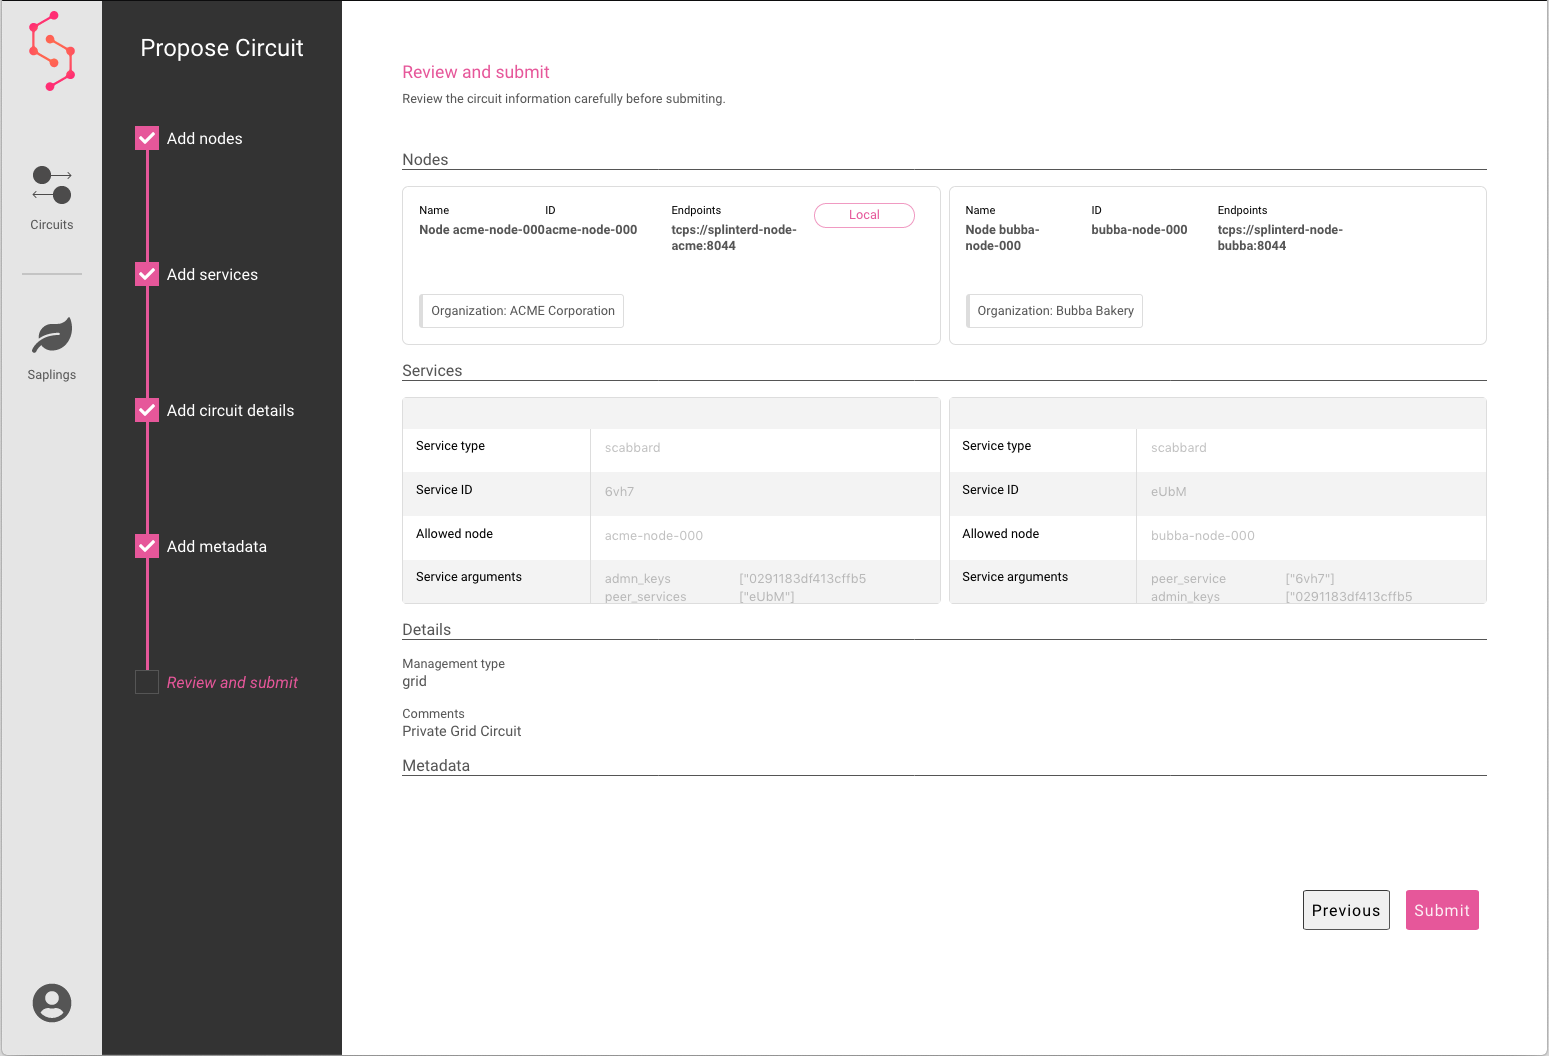 Circuits
Saplings
Propose Circuit
Add nodes
Add services
Add circuit details
Add metadata
Review and submit
Review and submit
Review the circuit information carefully before submiting.
Nodes
Name
Node acme-node-000
ID
acme-node-000
Endpoints
tcps://splinterd-node-
acme:8044
Local
Organization: ACME Corporation
Name
Node bubba-
node-000
ID
bubba-node-000
Endpoints
tcps://splinterd-node-
bubba:8044
Organization: Bubba Bakery
Services
Service type scabbard
Service ID 6vh7
Allowed node acme-node-000
Service arguments admn_keys ["0291183df413cffb5
peer_services ["eUbM"]
Service type scabbard
Service ID eUbM
Allowed node bubba-node-000
Service arguments peer_service ["6vh7"]
admin_keys ["0291183df413cffb5
Details
Management type
grid
Comments
Private Grid Circuit
Metadata
Previous
Submit